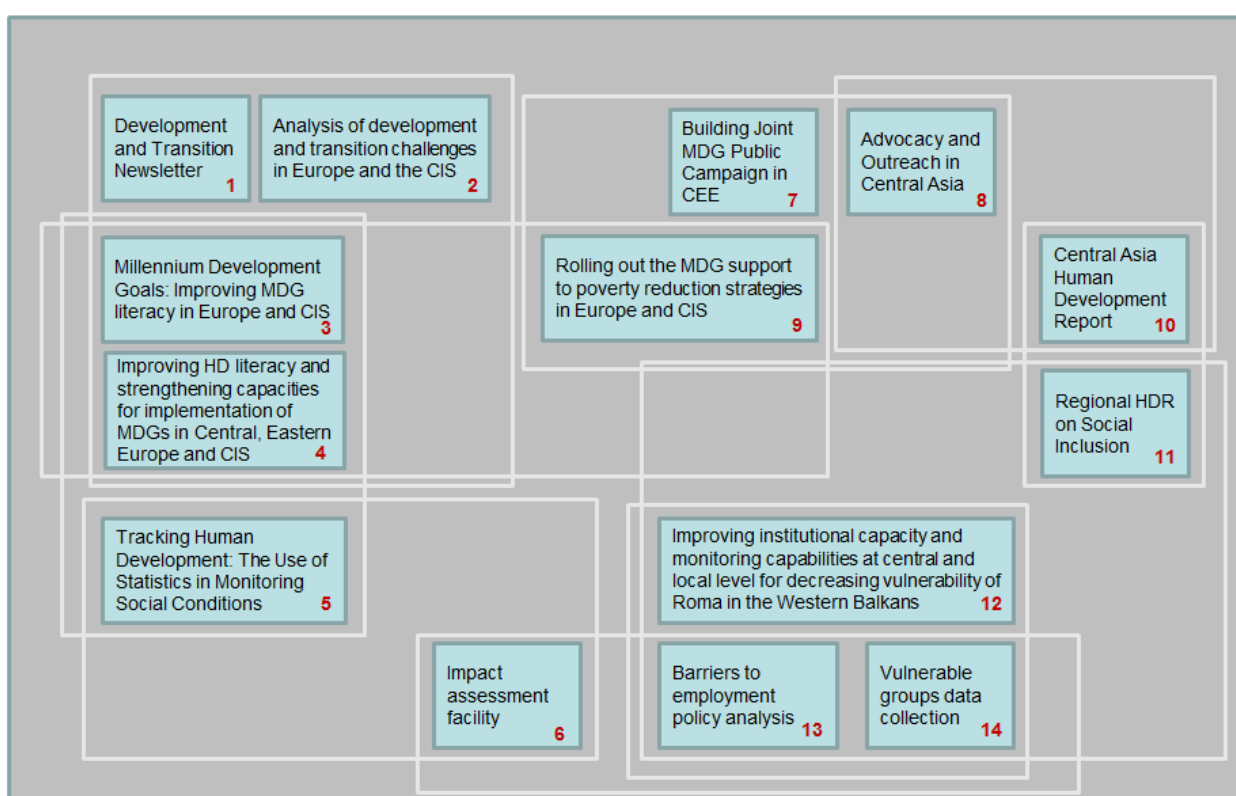 Development
and Transition
Newsletter
1
Analysis of development
and transition challenges
in Europe and the CIS
2
Building Joint
MDG Public
Campaign in
CEE
7
Advocacy and
Outreach in
Central Asia
8
Millennium Development
Goals: Improving MDG
literacy in Europe and CIS
3
Rolling out the MDG support
to poverty reduction strategies
in Europe and CIS
9
Central Asia
Human
Development
Report
10
Improving HD literacy and
strengthening capacities
for implementation of
MDGs in Central, Eastern
Europe and CIS
4
Regional HDR
on Social
Inclusion
11
Tracking Human
Development: The Use of
Statistics in Monitoring
Social Conditions
5
Improving institutional capacity and
monitoring capabilities at central and
local level for decreasing vulnerability of
Roma in the Western Balkans
12
Impact
assessment
facility
6
Barriers to
employment
policy analysis
13
Vulnerable
groups data
collection
14